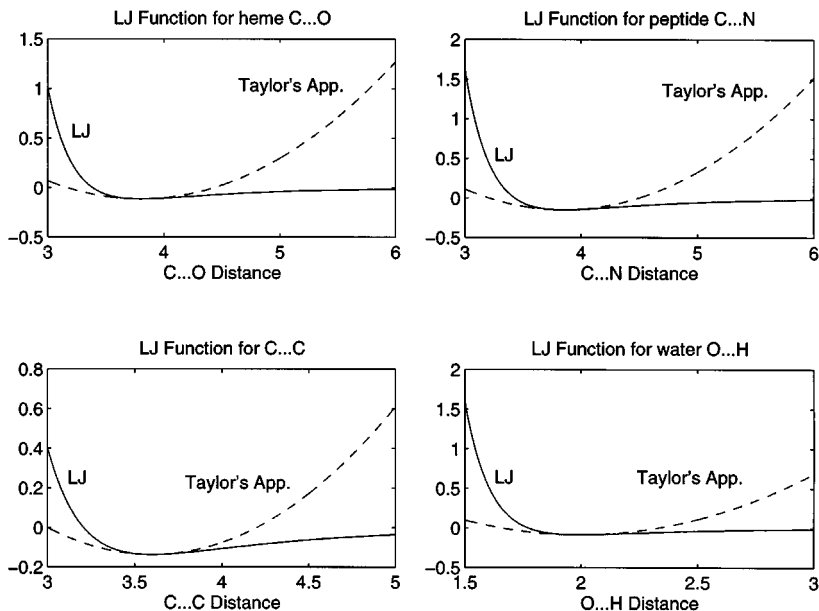 LJ Function for heme C...O
1.5
1
0.5
0
−0.5
Taylor's App.
LJ
3
4
5
6
C...O Distance
LJ Function for peptide C...N
2
1.5
1
0.5
0
−0.5
Taylor's App.
LJ
3
4
5
6
C...N Distance
LJ Function for C...C
0.8
0.6
0.4
0.2
0
−0.2
LJ
Taylor's App.
3
3.5
4
4.5
5
C...C Distance
LJ Function for water O...H
2
1.5
1
0.5
0
−0.5
LJ
Taylor's App.
1.5
2
2.5
3
O...H Distance